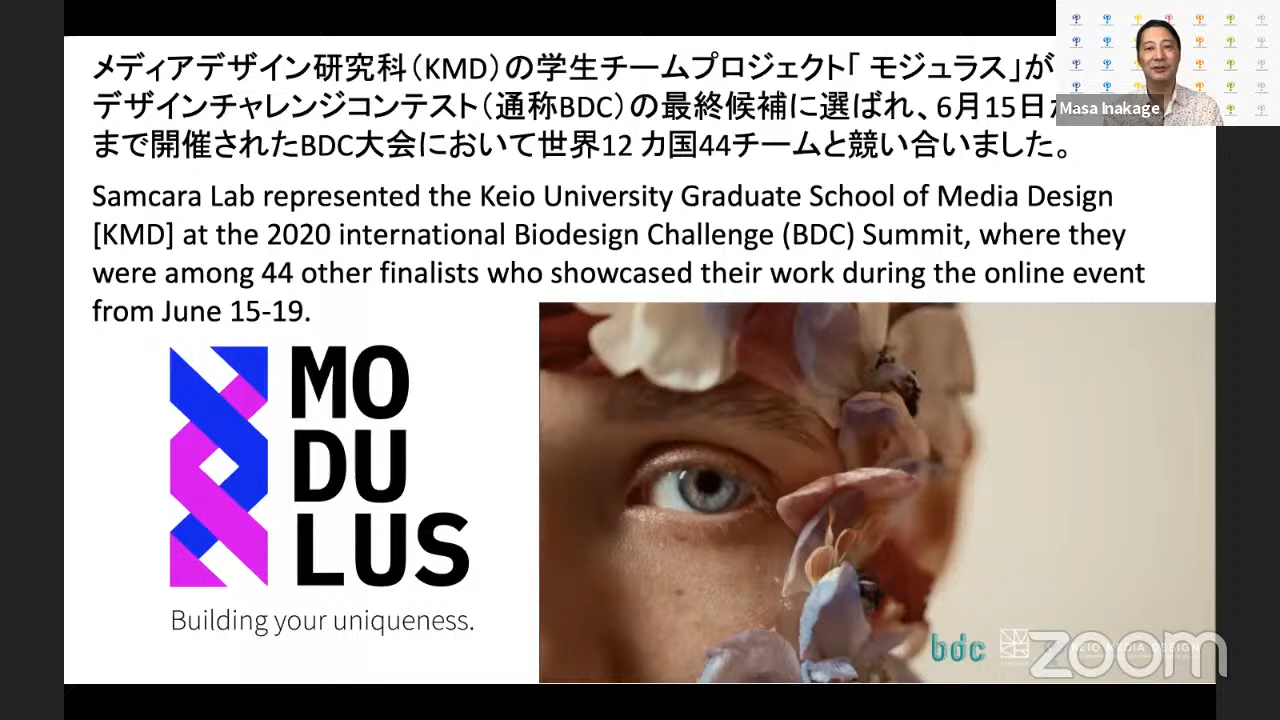 メディアデザイン研究科（KMD）の学生チームプロジェクト「 モジュラス」が
デザインチャレンジコンテスト（通称BDC）の最終候補に選ばれ、6月15日
まで開催されたBDC大会において世界12 カ国44チームと競い合いました。
Masa Inakage
Samcara Lab represented the Keio University Graduate School of Media Design
[KMD] at the 2020 international Biodesign Challenge (BDC) Summit, where they
were among 44 other finalists who showcased their work during the online event
from June 15-19.
MO
DU
LUS
Building your uniqueness.
bdc
KEIO MEDIA DESIGN
zoom